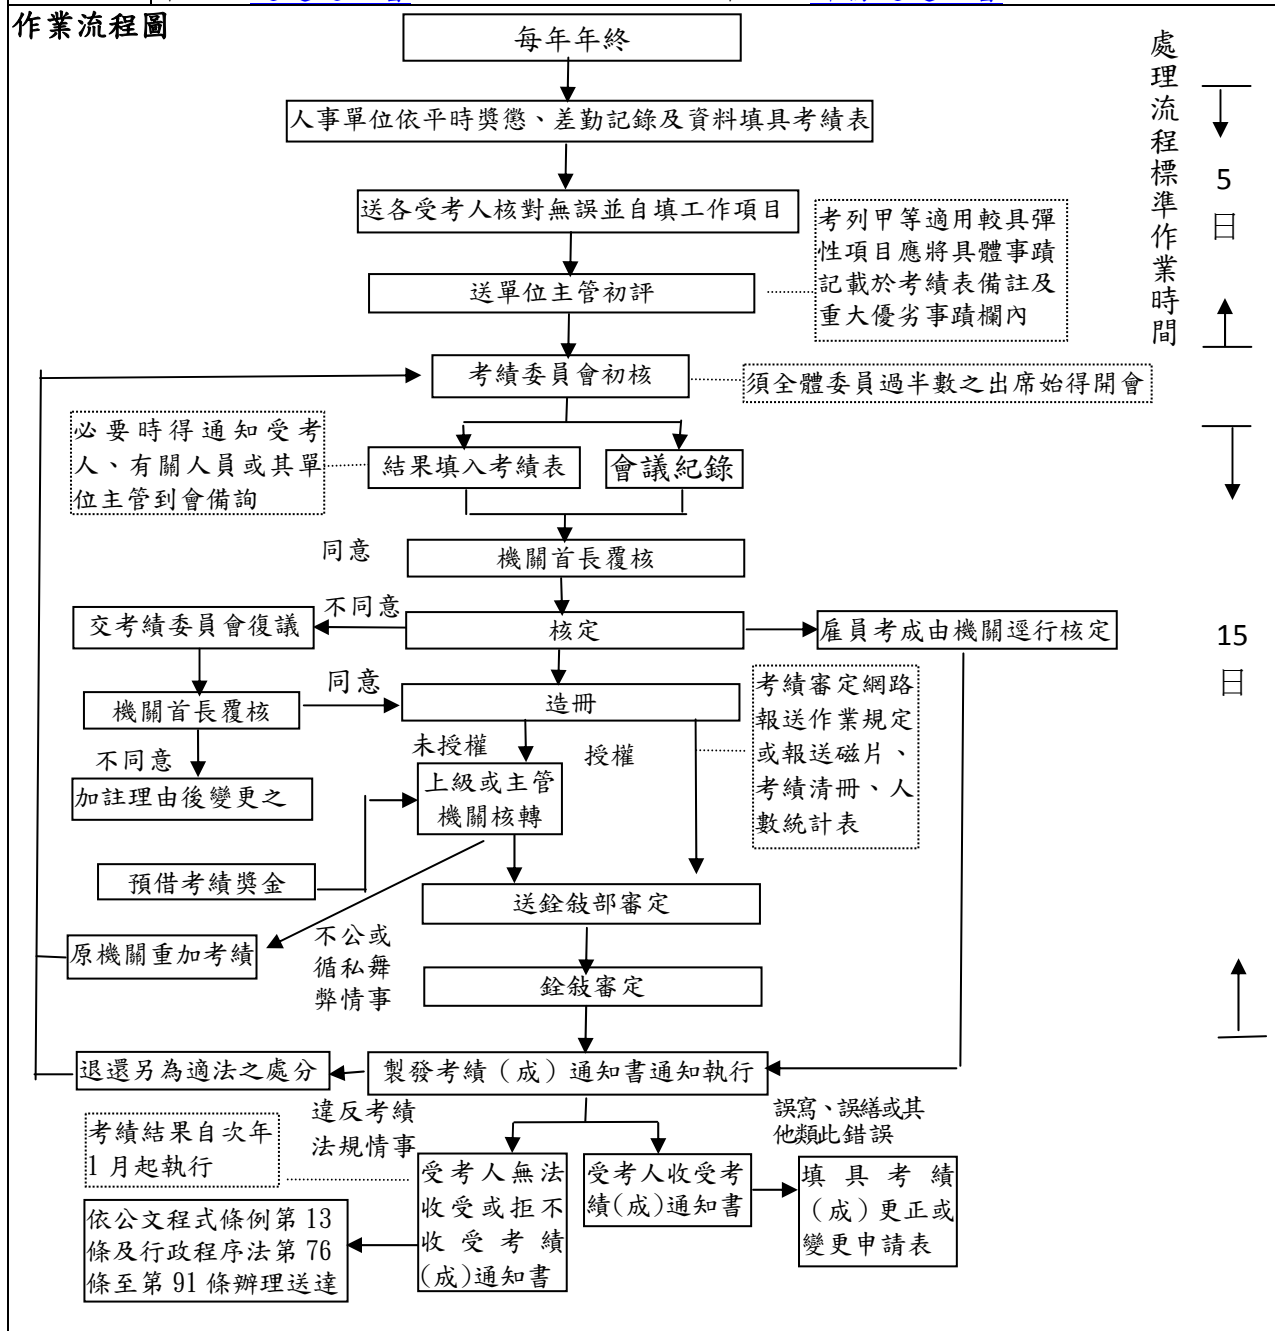 作業流程圖
每年年終
人事單位依平時獎懲、差勤記錄及資料填具考績表
送各受考人核對無誤並自填工作項目
考列甲等適用較具彈
性項目應將具體事蹟
記載於考績表備註及
重大優劣事蹟欄內
送單位主管初評
考績委員會初核
須全體委員過半數之出席始得開會
必要時得通知受考
人、有關人員或其單
位主管到會備詢
結果填入考績表
會議紀錄
同意
機關首長覆核
交考績委員會復議
不同意
核定
雇員考成由機關逕行核定
機關首長覆核
同意
造冊
考績審定網路
報送作業規定
或報送磁片、
考績清冊、人
數統計表
未授權
授權
不同意
加註理由後變更之
上級或主管
機關核轉
預借考績獎金
送銓敍部審定
原機關重加考績
不公或
循私舞
弊情事
銓敍審定
退還另為適法之處分
製發考績（成）通知書通知執行
違反考績
法規情事
誤寫、誤繕或其
他類此錯誤
考績結果自次年
1 月起執行
受考人無法
收受或拒不
收受考績
(成)通知書
受考人收受考
績(成)通知書
填具考績
（成）更正或
變更申請表
依公文程式條例第 13
條及行政程序法第 76
條至第 91 條辦理送達
處
理
流
程
標
準
作
業
時
間
5
日
15
日